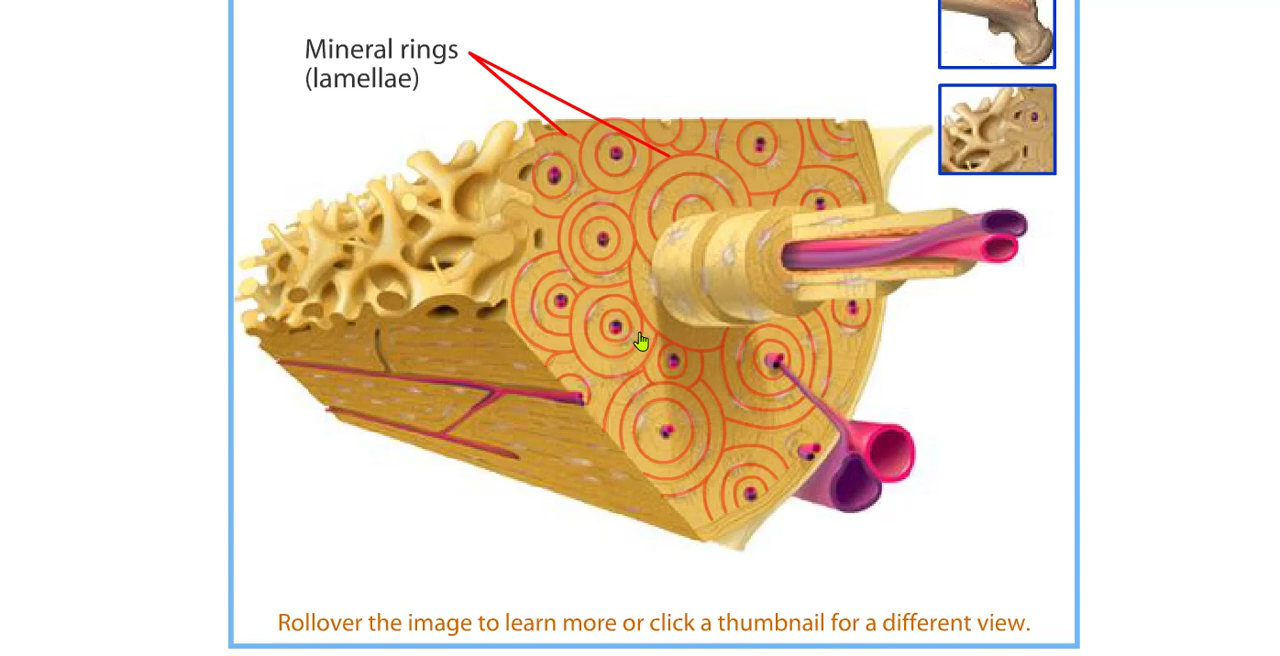 Mineral rings
(lamellae)
Rollover the image to learn more or click a thumbnail for a different view.